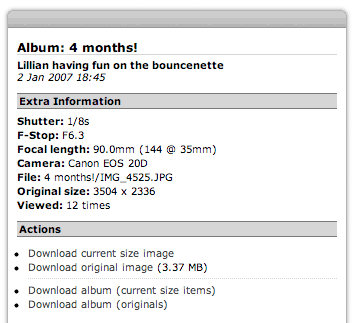 Album: 4 months!
Lillian having fun on the bouncenette
2 Jan 2007 18:45
Extra Information
Shutter: 1/8s
F-Stop: F6.3
Focal length: 90.0mm (144 @ 35mm)
Camera: Canon EOS 20D
File: 4 months!/IMG_4525.JPG
Original size: 3504 x 2336
Viewed: 12 times
Actions
Download current size image
Download original image (3.37 MB)
Download album (current size items)
Download album (originals)